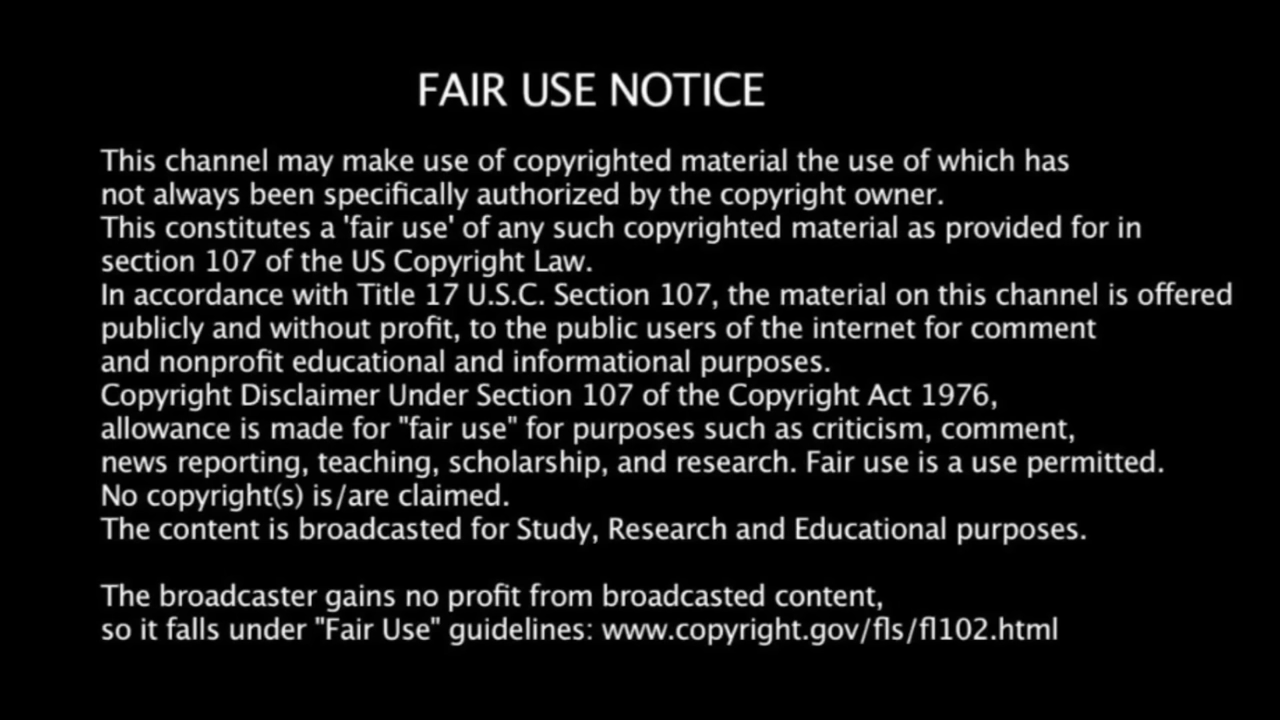 FAIR USE NOTICE
This channel may make use of copyrighted material the use of which has
not always been specifically authorized by the copyright owner.
This constitutes a 'fair use' of any such copyrighted material as provided for in
section 107 of the US Copyright Law.
In accordance with Title 17 U.S.C. Section 107, the material on this channel is offered
publicly and without profit, to the public users of the internet for comment
and nonprofit educational and informational purposes.
Copyright Disclaimer Under Section 107 of the Copyright Act 1976,
allowance is made for "fair use" for purposes such as criticism, comment,
news reporting, teaching, scholarship, and research. Fair use is a use permitted.
No copyright(s) is/are claimed.
The content is broadcasted for Study, Research and Educational purposes.
The broadcaster gains no profit from broadcasted content,
so it falls under "Fair Use" guidelines: www.copyright.gov/fls/fl102.html